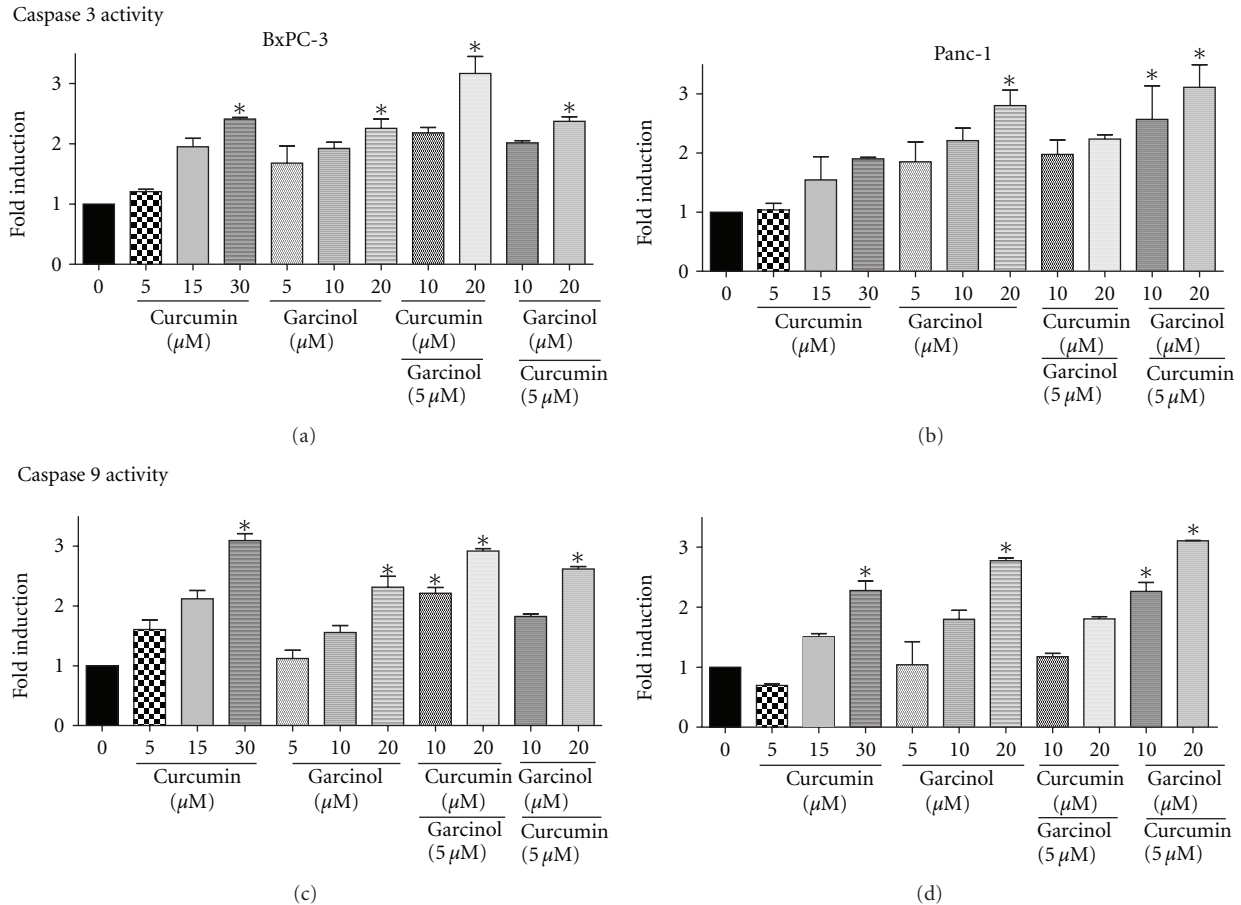 Caspase 3 activity
BxPC-3
Fold induction
3
2
1
0
* * * *
0 5 15 30 5 10 20 10 20 10 20
Curcumin Garcinol Curcumin Garcinol
(μM) (μM) (μM) (μM)
Garcinol Curcumin
(5 μM) (5 μM)
(a)
Panc-1
Fold induction
3
2
1
0
* * *
0 5 15 30 5 10 20 10 20 10 20
Curcumin Garcinol Curcumin Garcinol
(μM) (μM) (μM) (μM)
Garcinol Curcumin
(5 μM) (5 μM)
(b)
Caspase 9 activity
Fold induction
3
2
1
0
* * * * *
0 5 15 30 5 10 20 10 20 10 20
Curcumin Garcinol Curcumin Garcinol
(μM) (μM) (μM) (μM)
Garcinol Curcumin
(5 μM) (5 μM)
(c)
Fold induction
3
2
1
0
* * * *
0 5 15 30 5 10 20 10 20 10 20
Curcumin Garcinol Curcumin Garcinol
(μM) (μM) (μM) (μM)
Garcinol Curcumin
(5 μM) (5 μM)
(d)